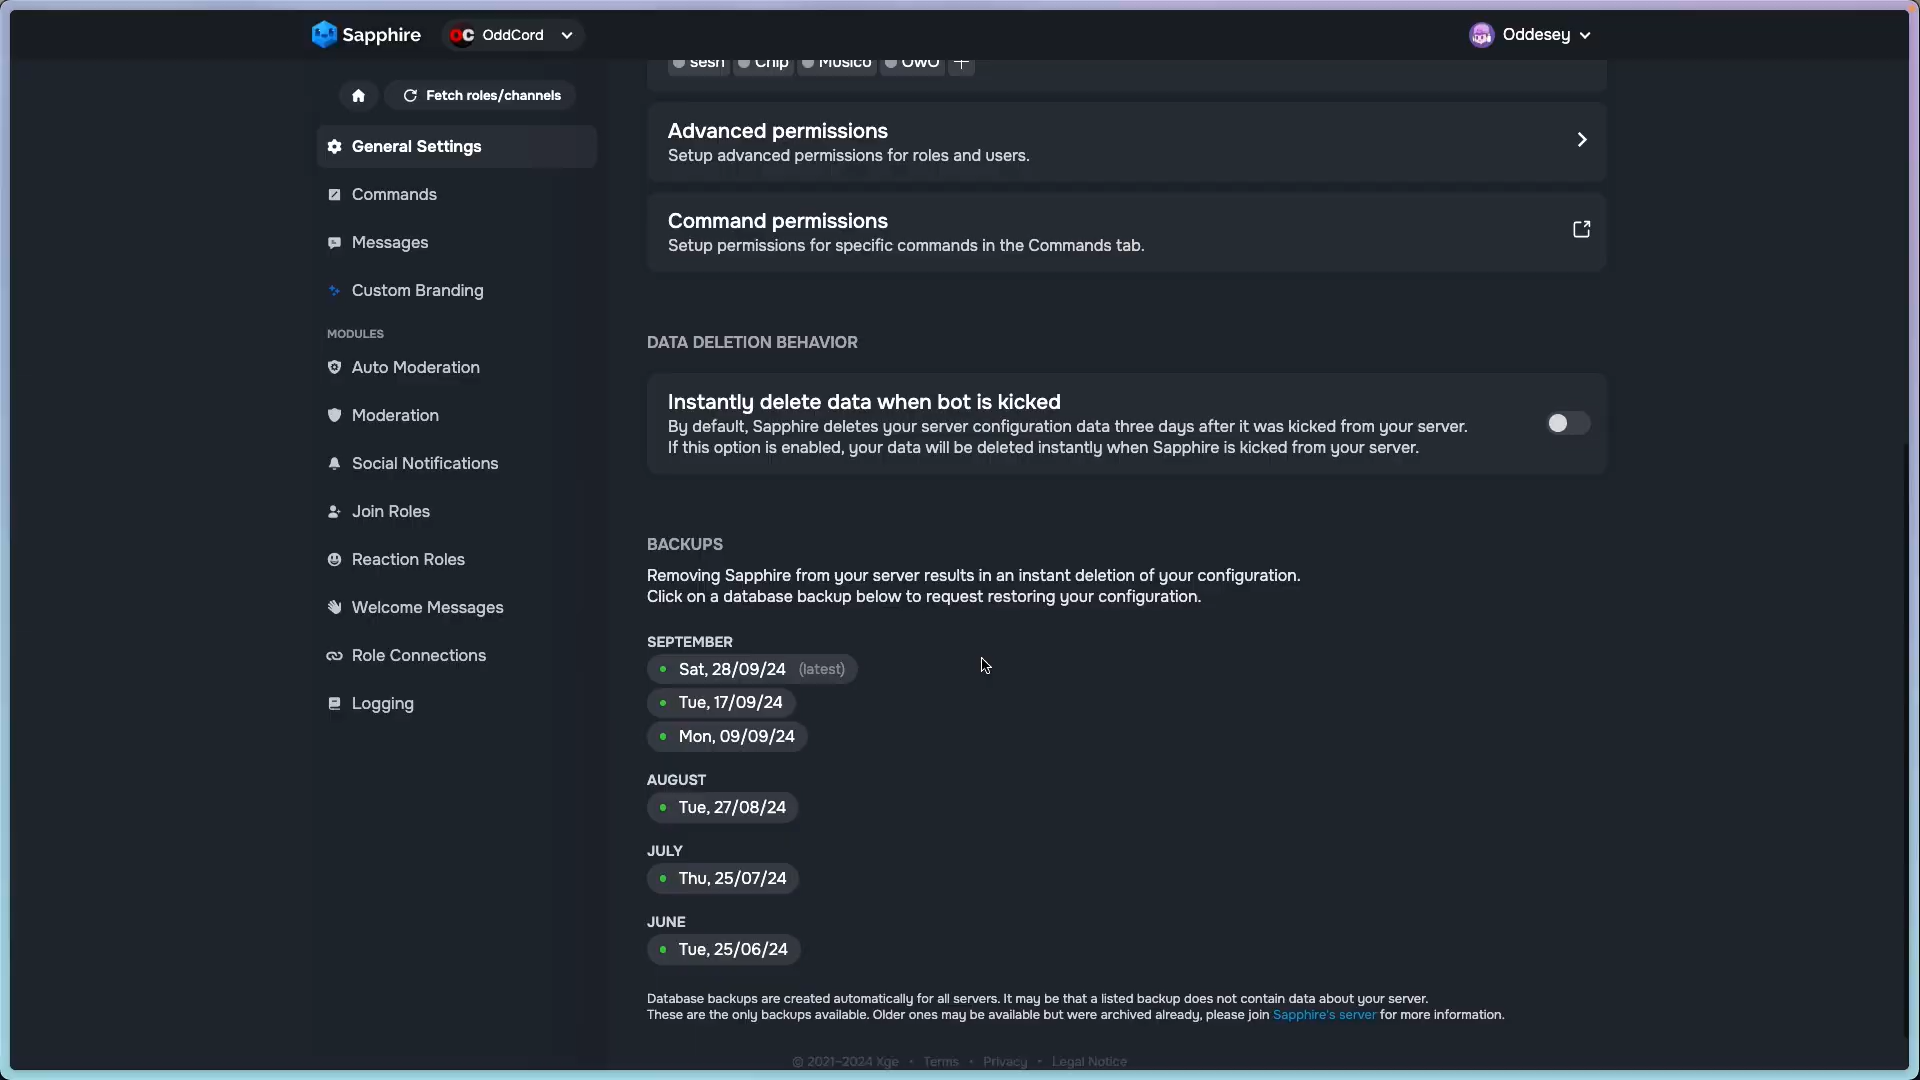 Sapphire
OC OddCord
Oddesey
sesh Chip Musico OwO +
Fetch roles/channels
General Settings
Commands
Messages
Custom Branding
MODULES
Auto Moderation
Moderation
Social Notifications
Join Roles
Reaction Roles
Welcome Messages
Role Connections
Logging
Advanced permissions
Setup advanced permissions for roles and users.
Command permissions
Setup permissions for specific commands in the Commands tab.
DATA DELETION BEHAVIOR
Instantly delete data when bot is kicked
By default, Sapphire deletes your server configuration data three days after it was kicked from your server.
If this option is enabled, your data will be deleted instantly when Sapphire is kicked from your server.
BACKUPS
Removing Sapphire from your server results in an instant deletion of your configuration.
Click on a database backup below to request restoring your configuration.
SEPTEMBER
Sat, 28/09/24 (latest)
Tue, 17/09/24
Mon, 09/09/24
AUGUST
Tue, 27/08/24
JULY
Thu, 25/07/24
JUNE
Tue, 25/06/24
Database backups are created automatically for all servers. It may be that a listed backup does not contain data about your server.
These are the only backups available. Older ones may be available but were archived already, please join Sapphire's server for more information.
© 2021–2024 Xge • Terms • Privacy • Legal Notice